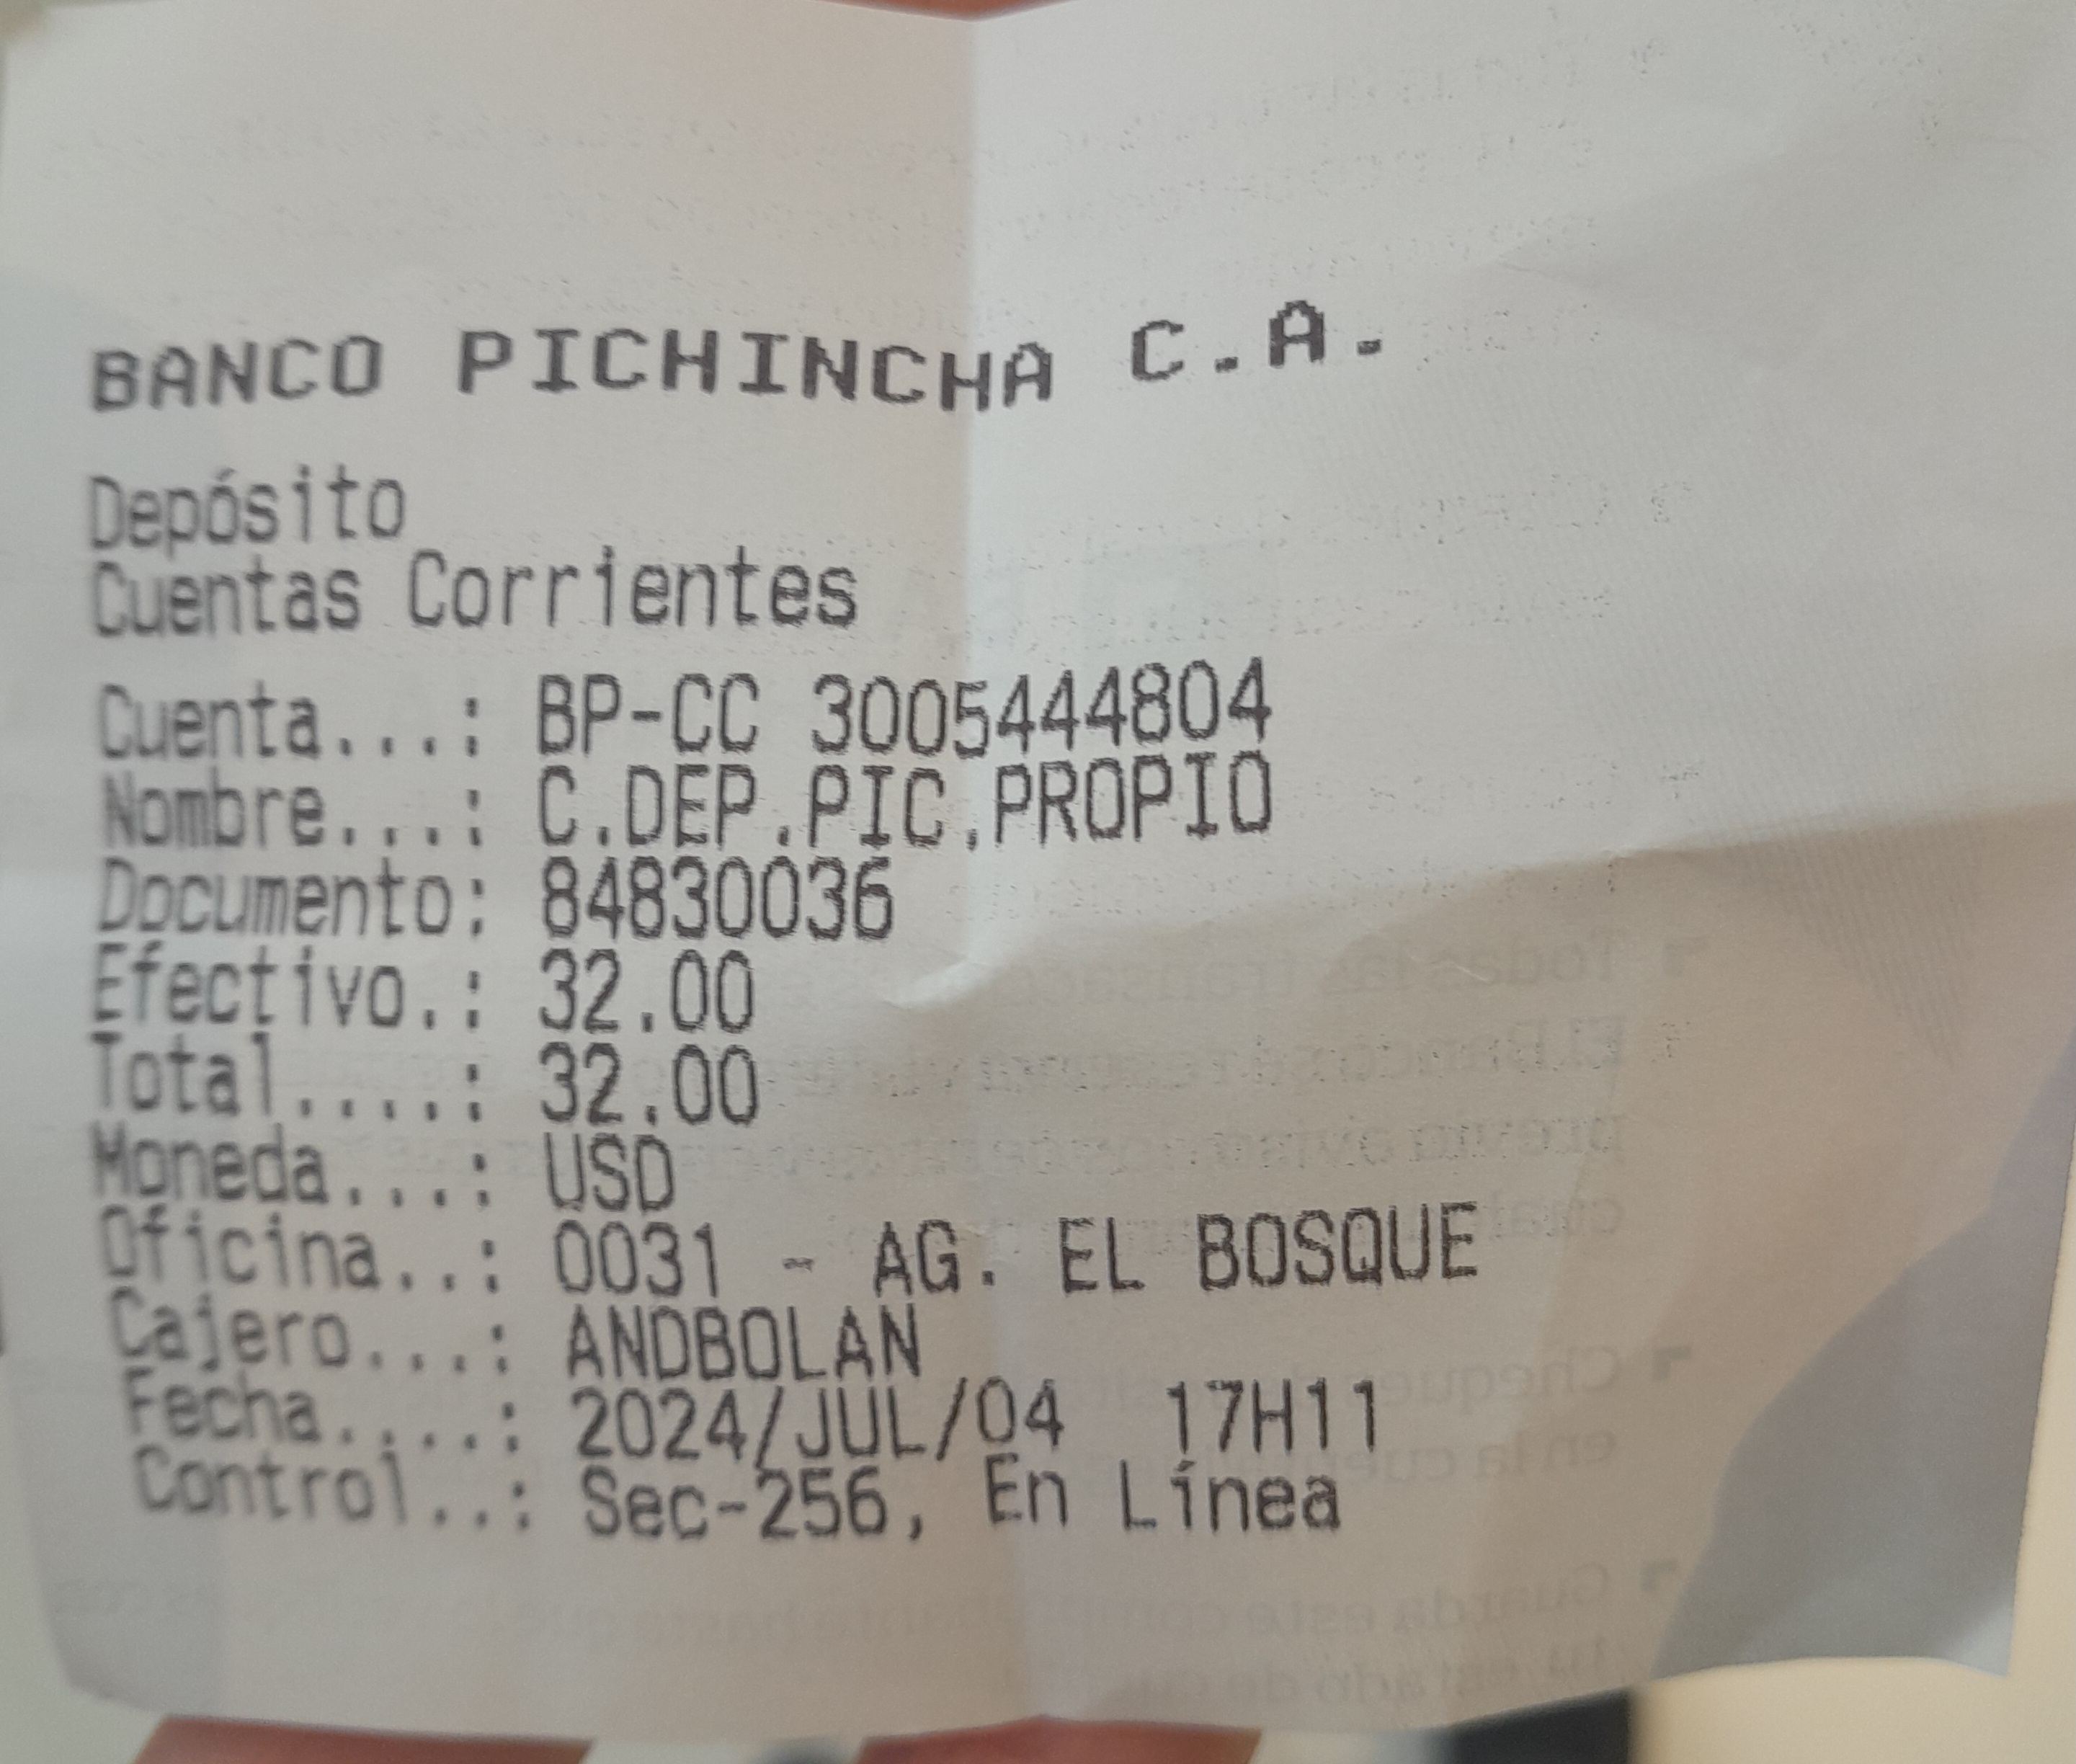 BANCO PICHINCHA C.A.
Depósito
Cuentas Corrientes
Cuenta...: BP-CC 3005444804
Nombre...: C.DEP.PIC.PROPIO
Documento: 84830036
Efectivo.: 32.00
Total....: 32.00
Moneda...: USD
Oficina..: 0031 - AG. EL BOSQUE
Cajero...: ANDBOLAN
Fecha....: 2024/JUL/04 17H11
Control..: Sec-256, En Línea